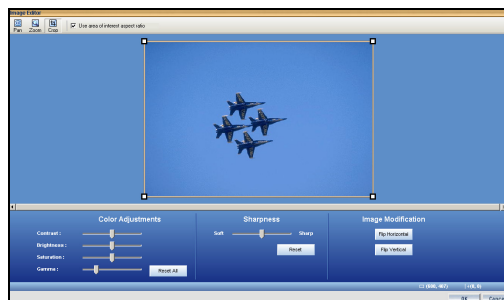 Image Editor
Pan Zoom Crop Use area of interest aspect ratio
Color Adjustments Sharpness Image Modification
Contrast : Soft Sharp Flip Horizontal
Brightness : Reset Flip Vertical
Saturation :
Gamma : Reset All
OK